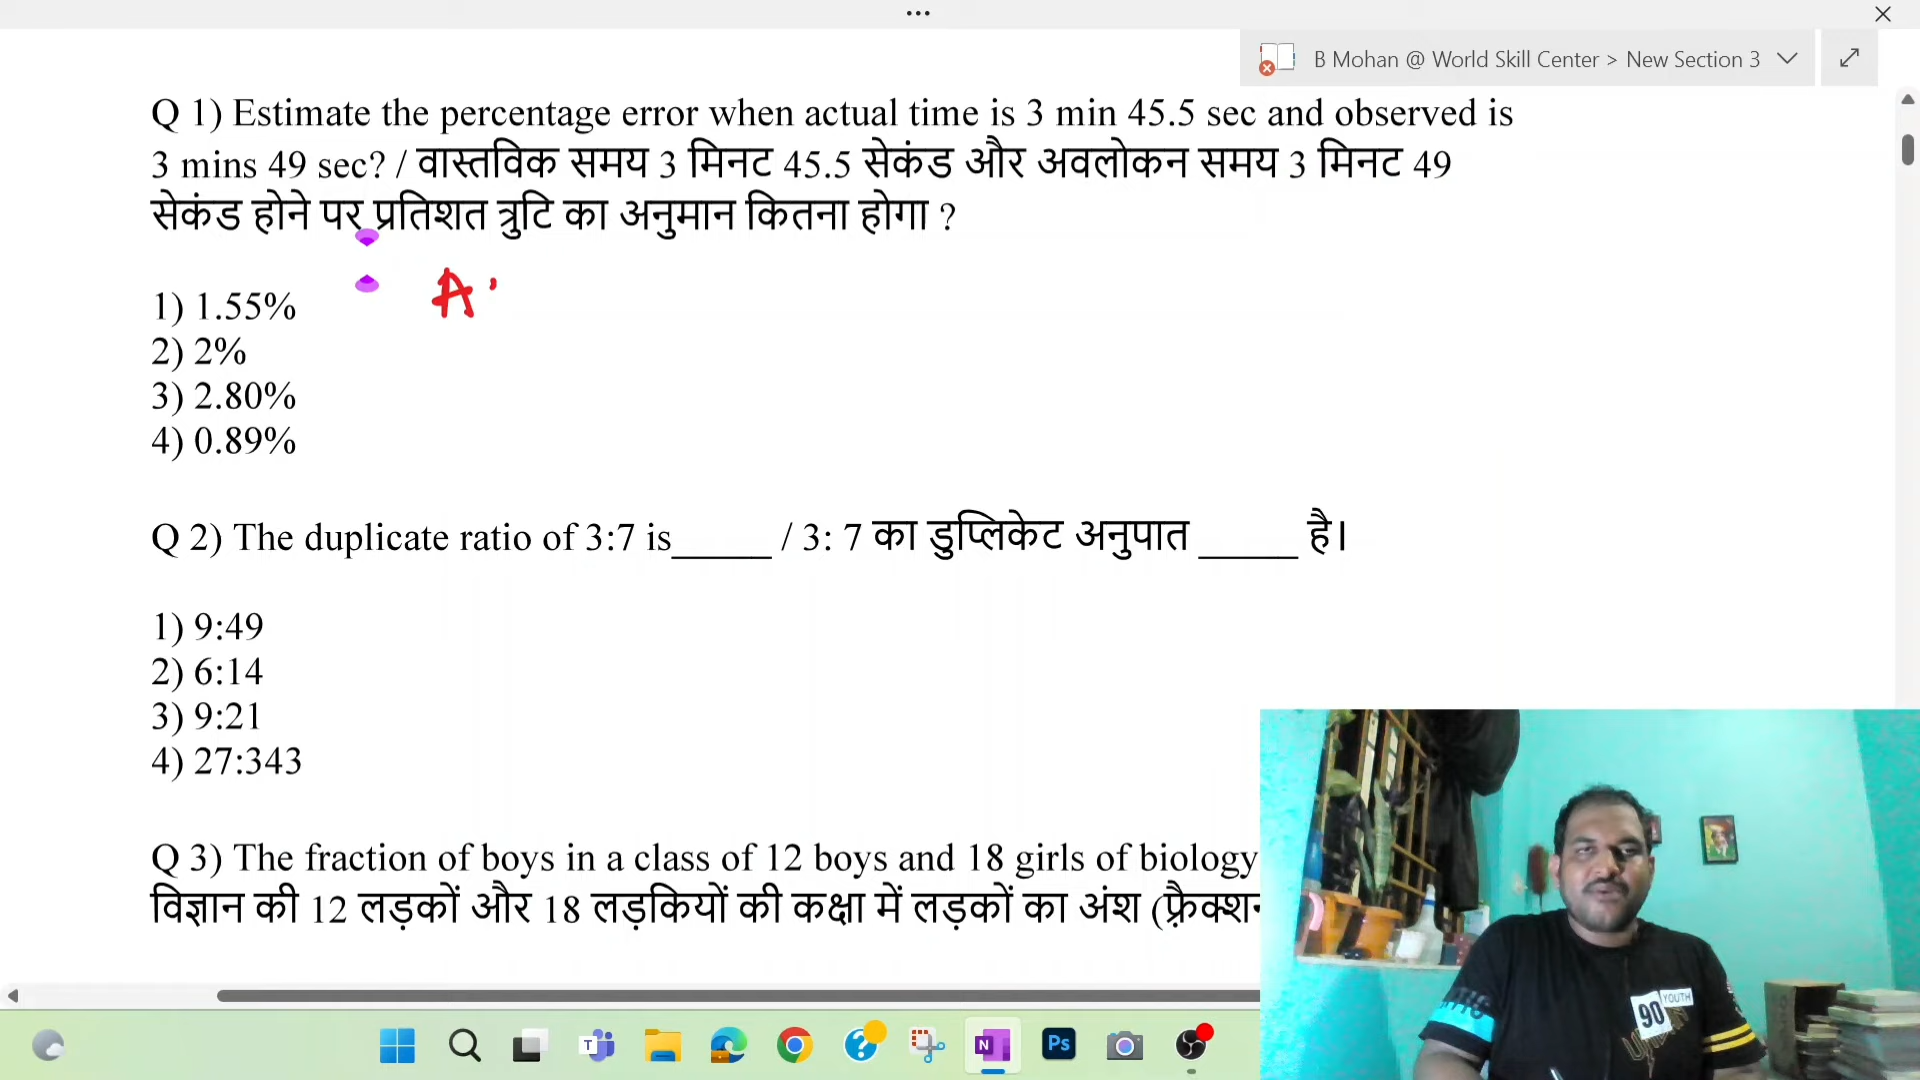 B Mohan @ World Skill Center > New Section 3
Q 1) Estimate the percentage error when actual time is 3 min 45.5 sec and observed is
3 mins 49 sec? / वास्तविक समय 3 मिनट 45.5 सेकंड और अवलोकन समय 3 मिनट 49
सेकंड होने पर प्रतिशत त्रुटि का अनुमान कितना होगा ?
A
1) 1.55%
2) 2%
3) 2.80%
4) 0.89%
Q 2) The duplicate ratio of 3:7 is_____ / 3: 7 का डुप्लिकेट अनुपात _____ है।
1) 9:49
2) 6:14
3) 9:21
4) 27:343
Q 3) The fraction of boys in a class of 12 boys and 18 girls of biology
विज्ञान की 12 लड़कों और 18 लड़कियों की कक्षा में लड़कों का अंश
90
YOUTH
T
N
Ps